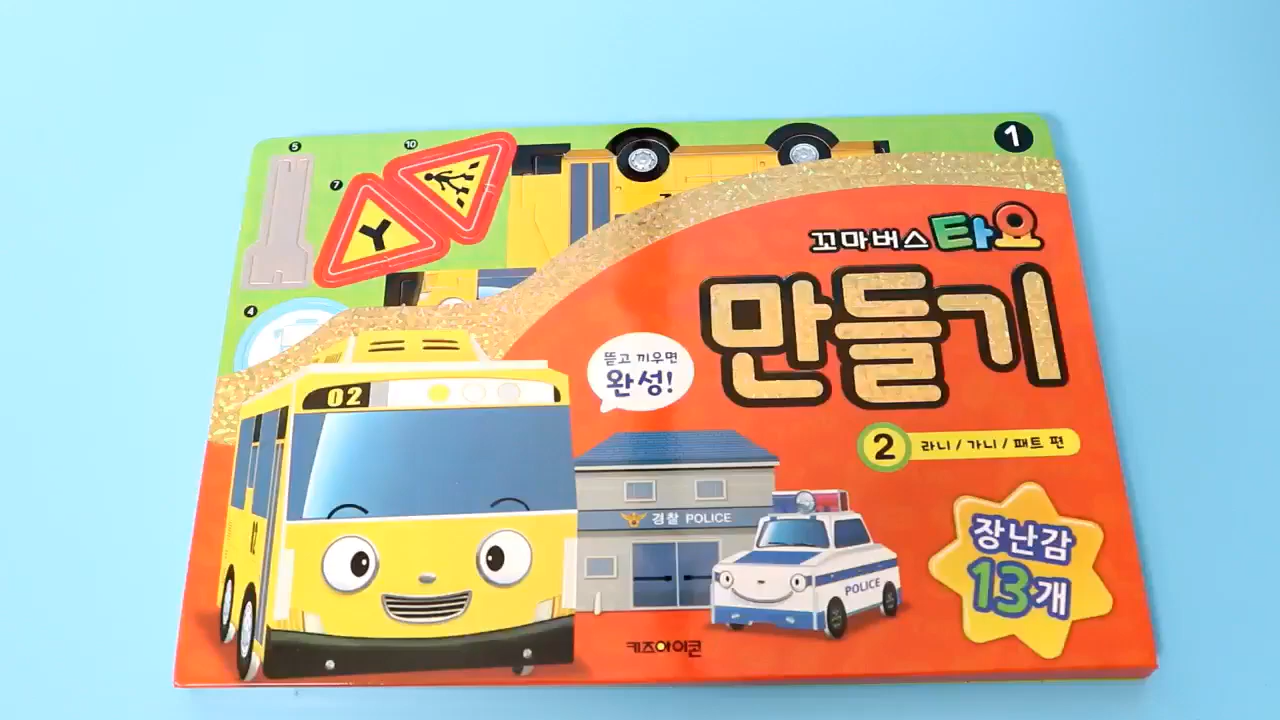 1
5
10
7
4
꼬마버스 타요
만들기
뜯고 끼우면
완성!
2 라니 / 가니 / 패트 편
02
경찰 POLICE
POLICE
장난감
13개
키즈아이콘